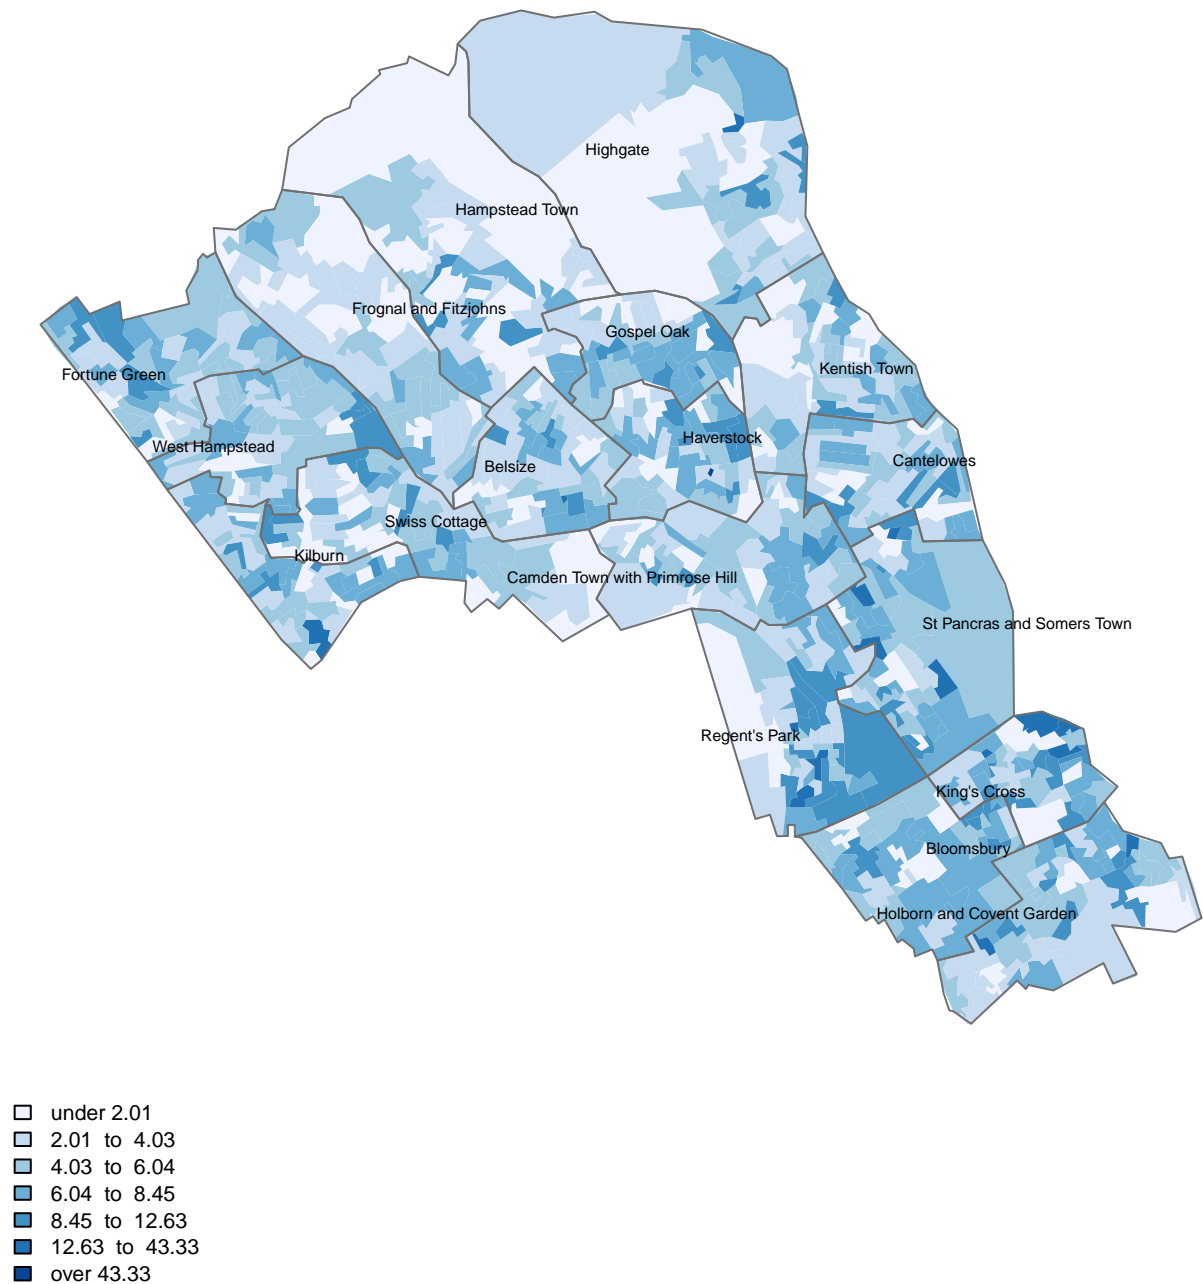 Highgate
Hampstead Town
Frognal and Fitzjohns
Gospel Oak
Kentish Town
Fortune Green
Haverstock
West Hampstead
Cantelowes
Belsize
Swiss Cottage
Kilburn
Camden Town with Primrose Hill
St Pancras and Somers Town
Regent's Park
King's Cross
Bloomsbury
Holborn and Covent Garden
under 2.01
2.01 to 4.03
4.03 to 6.04
6.04 to 8.45
8.45 to 12.63
12.63 to 43.33
over 43.33